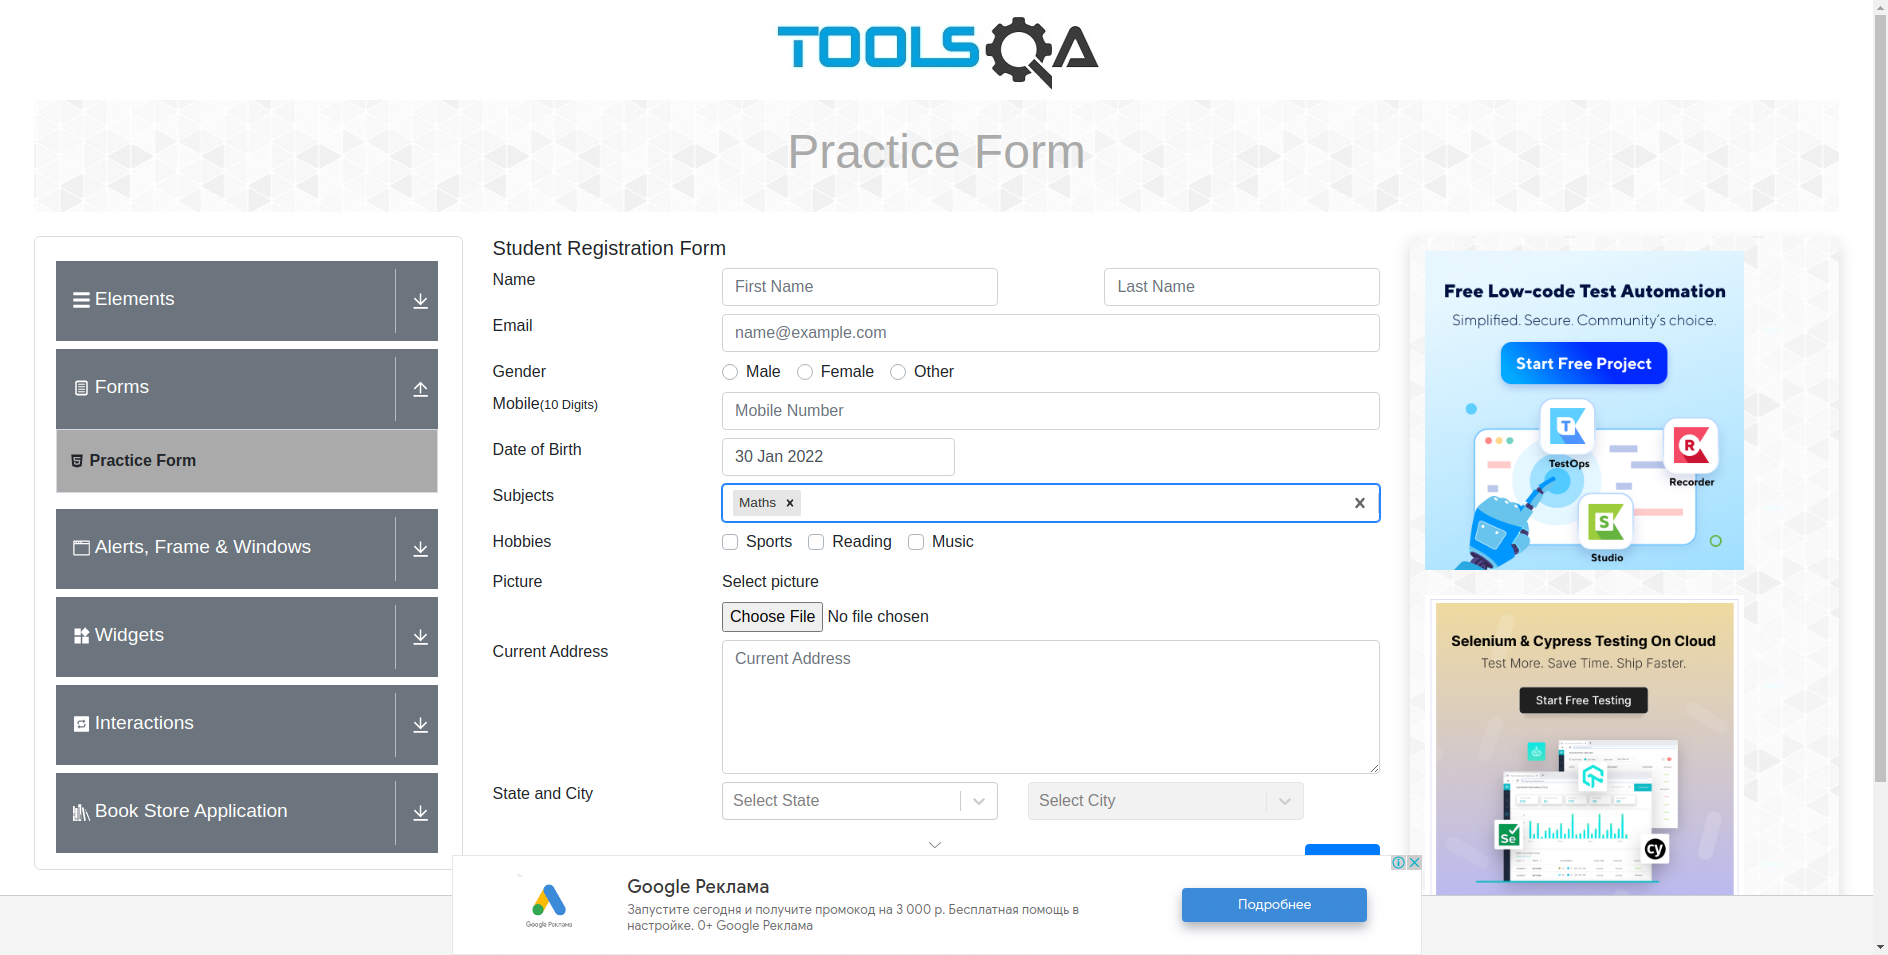 TOOLSQA
Practice Form
Elements
Forms
Practice Form
Alerts, Frame & Windows
Widgets
Interactions
Book Store Application
Student Registration Form
Name
First Name
Last Name
Email
name@example.com
Gender
Male
Female
Other
Mobile(10 Digits)
Mobile Number
Date of Birth
30 Jan 2022
Subjects
Maths
Hobbies
Sports
Reading
Music
Picture
Select picture
Choose File No file chosen
Current Address
Current Address
State and City
Select State
Select City
Free Low-code Test Automation
Simplified. Secure. Community's choice.
Start Free Project
T
TestOps
R
Recorder
S
Studio
Selenium & Cypress Testing On Cloud
Test More. Save Time. Ship Faster.
Start Free Testing
Se
cy
Google Реклама
Google Реклама
Запустите сегодня и получите промокод на 3 000 р. Бесплатная помощь в
настройке. 0+ Google Реклама
Подробнее